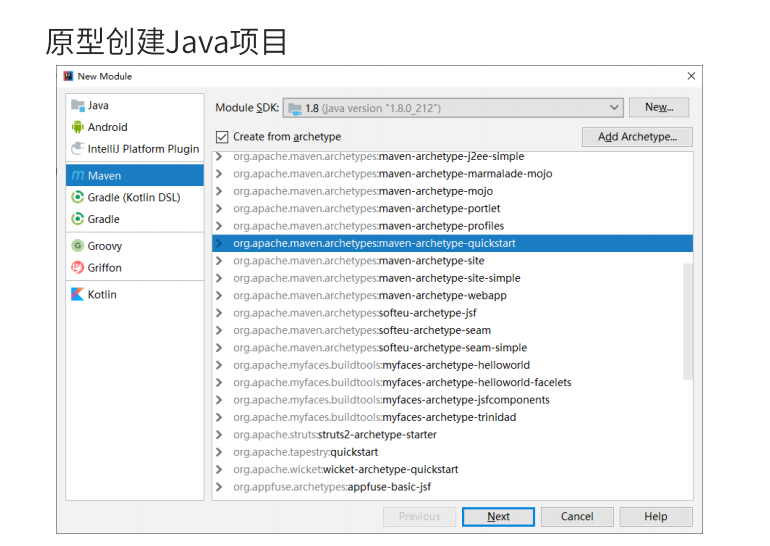 原型创建Java项目
New Module
Java
Android
IntelliJ Platform Plugin
Maven
Gradle (Kotlin DSL)
Gradle
Groovy
Griffon
Kotlin
Module SDK: 1.8 (java version "1.8.0_212") New...
Create from archetype Add Archetype...
org.apache.maven.archetypes:maven-archetype-j2ee-simple
org.apache.maven.archetypes:maven-archetype-marmalade-mojo
org.apache.maven.archetypes:maven-archetype-mojo
org.apache.maven.archetypes:maven-archetype-portlet
org.apache.maven.archetypes:maven-archetype-profiles
org.apache.maven.archetypes:maven-archetype-quickstart
org.apache.maven.archetypes:maven-archetype-site
org.apache.maven.archetypes:maven-archetype-site-simple
org.apache.maven.archetypes:maven-archetype-webapp
org.apache.maven.archetypes:softeu-archetype-jsf
org.apache.maven.archetypes:softeu-archetype-seam
org.apache.maven.archetypes:softeu-archetype-seam-simple
org.apache.myfaces.buildtools:myfaces-archetype-helloworld
org.apache.myfaces.buildtools:myfaces-archetype-helloworld-facelets
org.apache.myfaces.buildtools:myfaces-archetype-jsfcomponents
org.apache.myfaces.buildtools:myfaces-archetype-trinidad
org.apache.struts:struts2-archetype-starter
org.apache.tapestry:quickstart
org.apache.wicket:wicket-archetype-quickstart
org.appfuse.archetypes:appfuse-basic-jsf
Previous Next Cancel Help